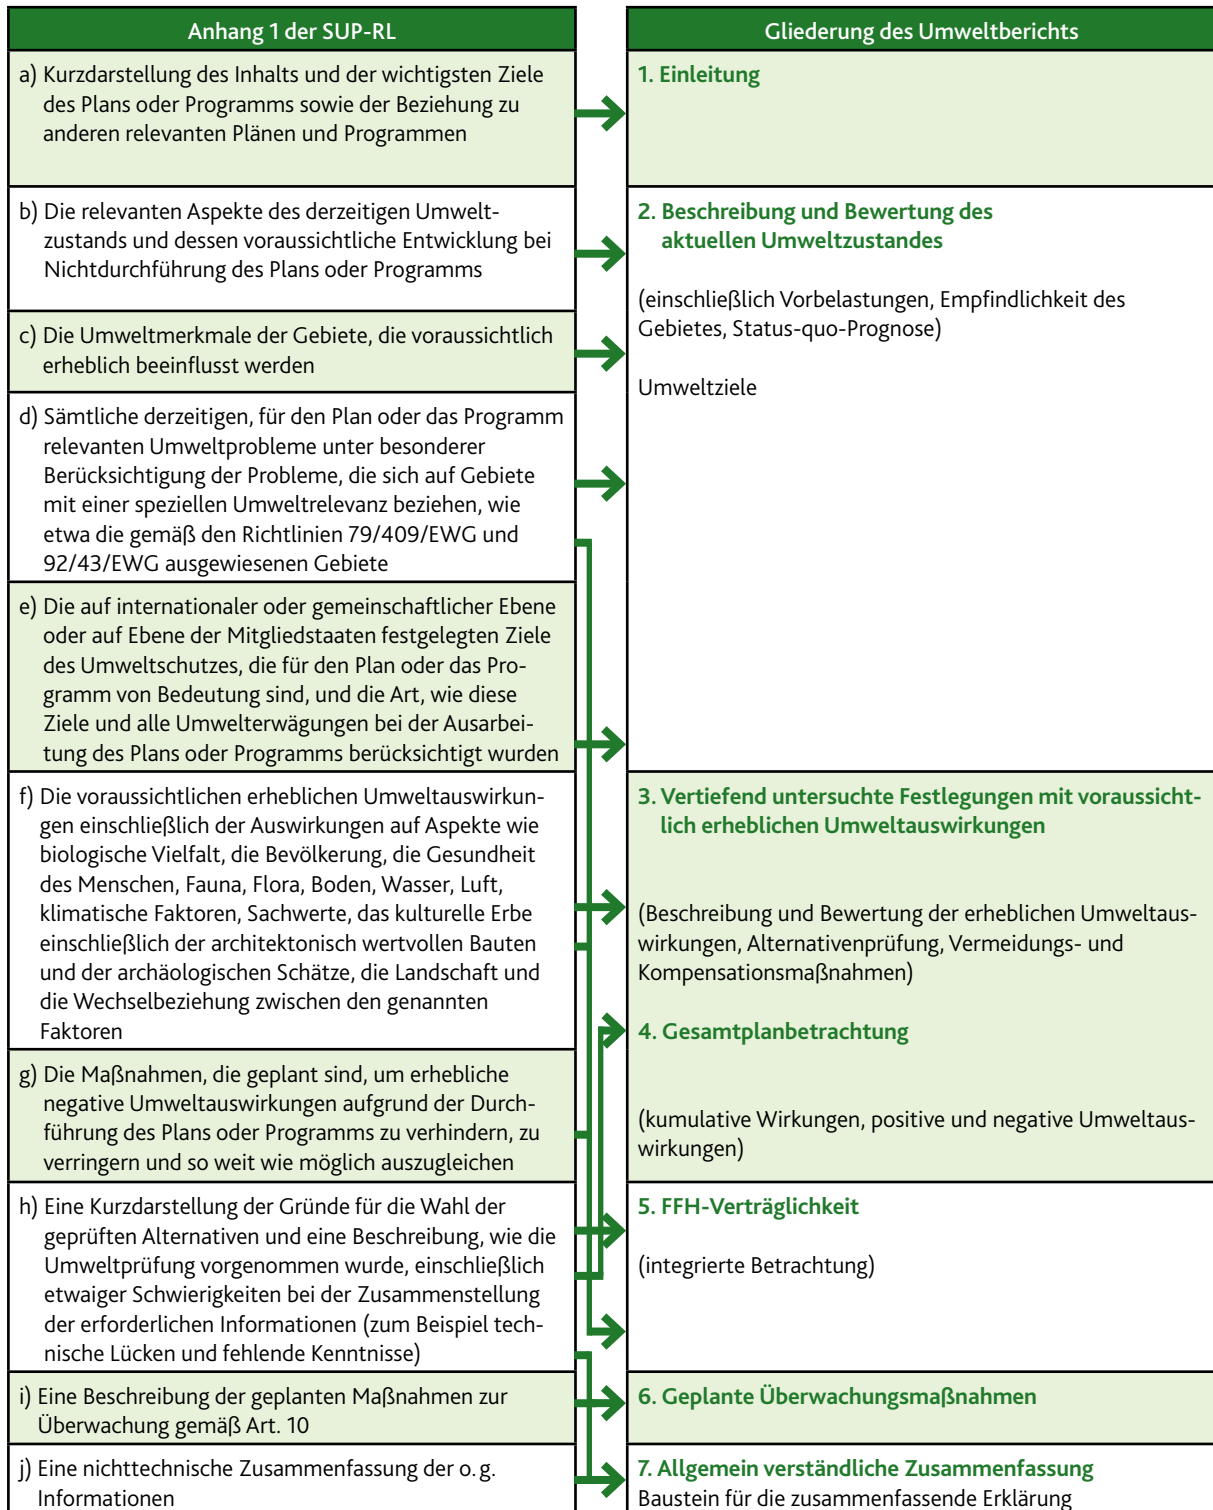 Anhang 1 der SUP-RL
a) Kurzdarstellung des Inhalts und der wichtigsten Ziele
des Plans oder Programms sowie der Beziehung zu
anderen relevanten Plänen und Programmen
b) Die relevanten Aspekte des derzeitigen Umwelt-
zustands und dessen voraussichtliche Entwicklung bei
Nichtdurchführung des Plans oder Programms
c) Die Umweltmerkmale der Gebiete, die voraussichtlich
erheblich beeinflusst werden
d) Sämtliche derzeitigen, für den Plan oder das Programm
relevanten Umweltprobleme unter besonderer
Berücksichtigung der Probleme, die sich auf Gebiete
mit einer speziellen Umweltrelevanz beziehen, wie
etwa die gemäß den Richtlinien 79/409/EWG und
92/43/EWG ausgewiesenen Gebiete
e) Die auf internationaler oder gemeinschaftlicher Ebene
oder auf Ebene der Mitgliedstaaten festgelegten Ziele
des Umweltschutzes, die für den Plan oder das Pro-
gramm von Bedeutung sind, und die Art, wie diese
Ziele und alle Umwelterwägungen bei der Ausarbei-
tung des Plans oder Programms berücksichtigt wurden
f) Die voraussichtlichen erheblichen Umweltauswirkun-
gen einschließlich der Auswirkungen auf Aspekte wie
biologische Vielfalt, die Bevölkerung, die Gesundheit
des Menschen, Fauna, Flora, Boden, Wasser, Luft,
klimatische Faktoren, Sachwerte, das kulturelle Erbe
einschließlich der architektonisch wertvollen Bauten
und der archäologischen Schätze, die Landschaft und
die Wechselbeziehung zwischen den genannten
Faktoren
g) Die Maßnahmen, die geplant sind, um erhebliche
negative Umweltauswirkungen aufgrund der Durch-
führung des Plans oder Programms zu verhindern, zu
verringern und so weit wie möglich auszugleichen
h) Eine Kurzdarstellung der Gründe für die Wahl der
geprüften Alternativen und eine Beschreibung, wie die
Umweltprüfung vorgenommen wurde, einschließlich
etwaiger Schwierigkeiten bei der Zusammenstellung
der erforderlichen Informationen (zum Beispiel tech-
nische Lücken und fehlende Kenntnisse)
i) Eine Beschreibung der geplanten Maßnahmen zur
Überwachung gemäß Art. 10
j) Eine nichttechnische Zusammenfassung der o. g.
Informationen
Gliederung des Umweltberichts
1. Einleitung
2. Beschreibung und Bewertung des
aktuellen Umweltzustandes
(einschließlich Vorbelastungen, Empfindlichkeit des
Gebietes, Status-quo-Prognose)
Umweltziele
3. Vertiefend untersuchte Festlegungen mit voraussicht-
lich erheblichen Umweltauswirkungen
(Beschreibung und Bewertung der erheblichen Umweltaus-
wirkungen, Alternativenprüfung, Vermeidungs- und
Kompensationsmaßnahmen)
4. Gesamtplanbetrachtung
(kumulative Wirkungen, positive und negative Umweltaus-
wirkungen)
5. FFH-Verträglichkeit
(integrierte Betrachtung)
6. Geplante Überwachungsmaßnahmen
7. Allgemein verständliche Zusammenfassung
Baustein für die zusammenfassende Erklärung